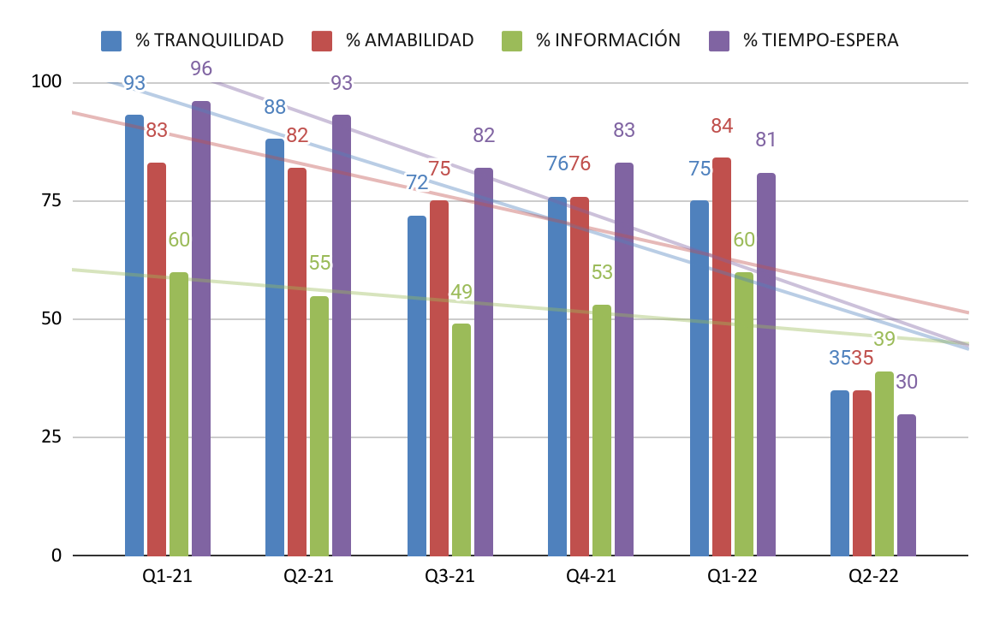 % TRANQUILIDAD % AMABILIDAD % INFORMACIÓN % TIEMPO-ESPERA
100
75
50
25
0
93 83 60 96
88 82 55 93
72 75 49 82
76 76 53 83
75 84 60 81
35 35 39 30
Q1-21 Q2-21 Q3-21 Q4-21 Q1-22 Q2-22